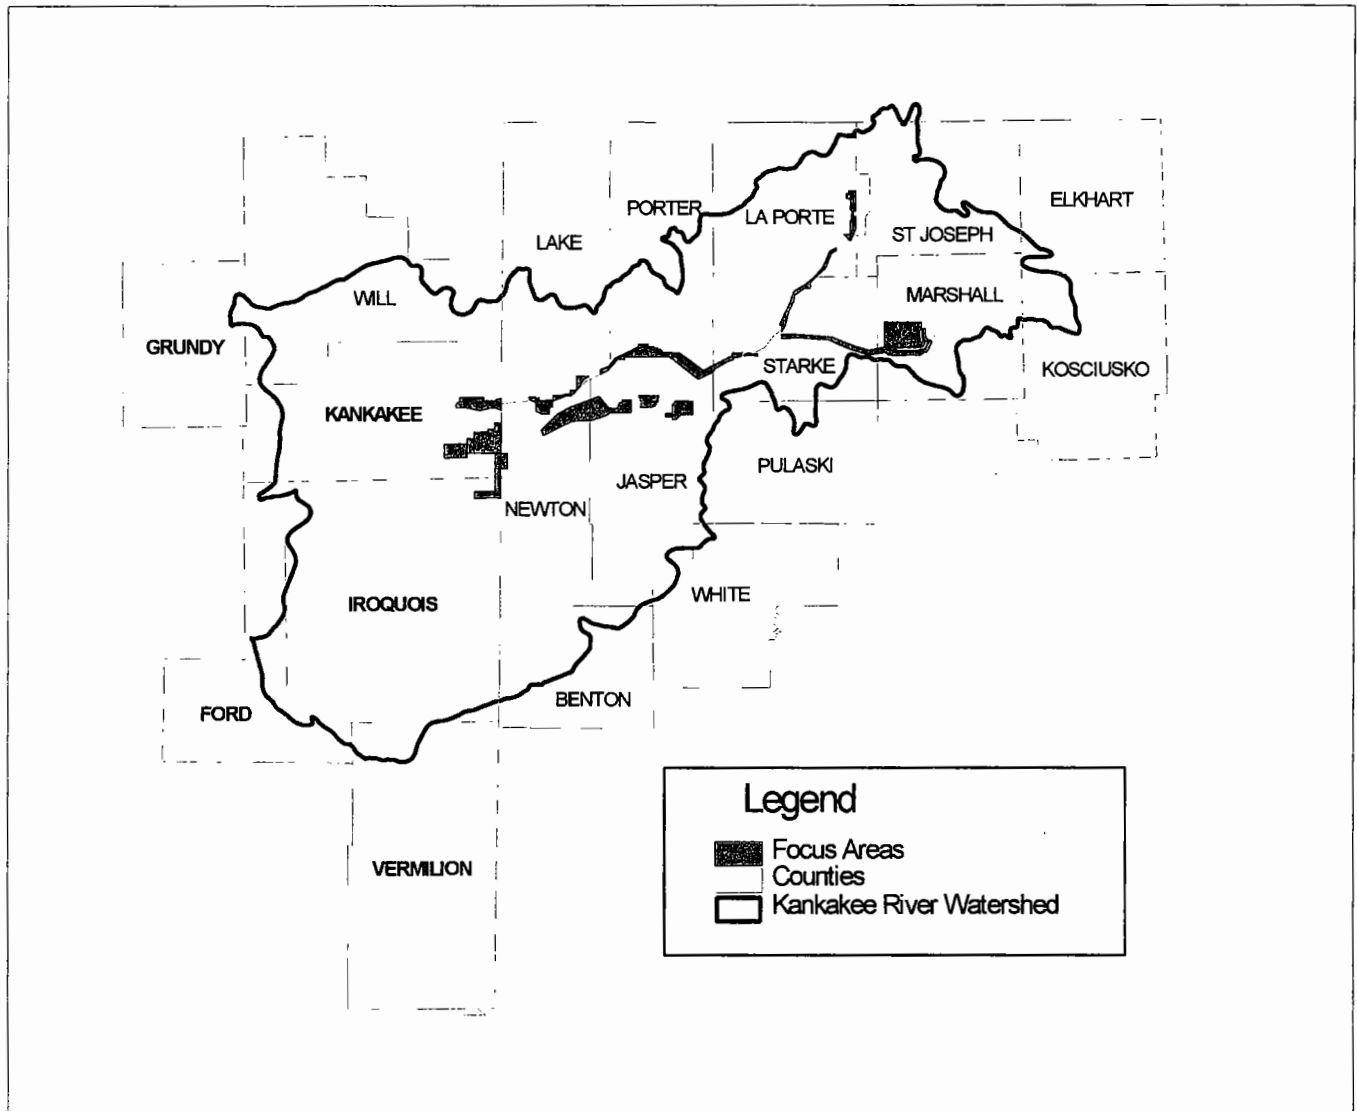 ELKHART
PORTER
LA PORTE
ST JOSEPH
LAKE
MARSHALL
WILL
GRUNDY
STARKE
KOSCIUSKO
KANKAKEE
PULASKI
JASPER
NEWTON
WHITE
IROQUOIS
BENTON
FORD
VERMILION
Legend
Focus Areas
Counties
Kankakee River Watershed